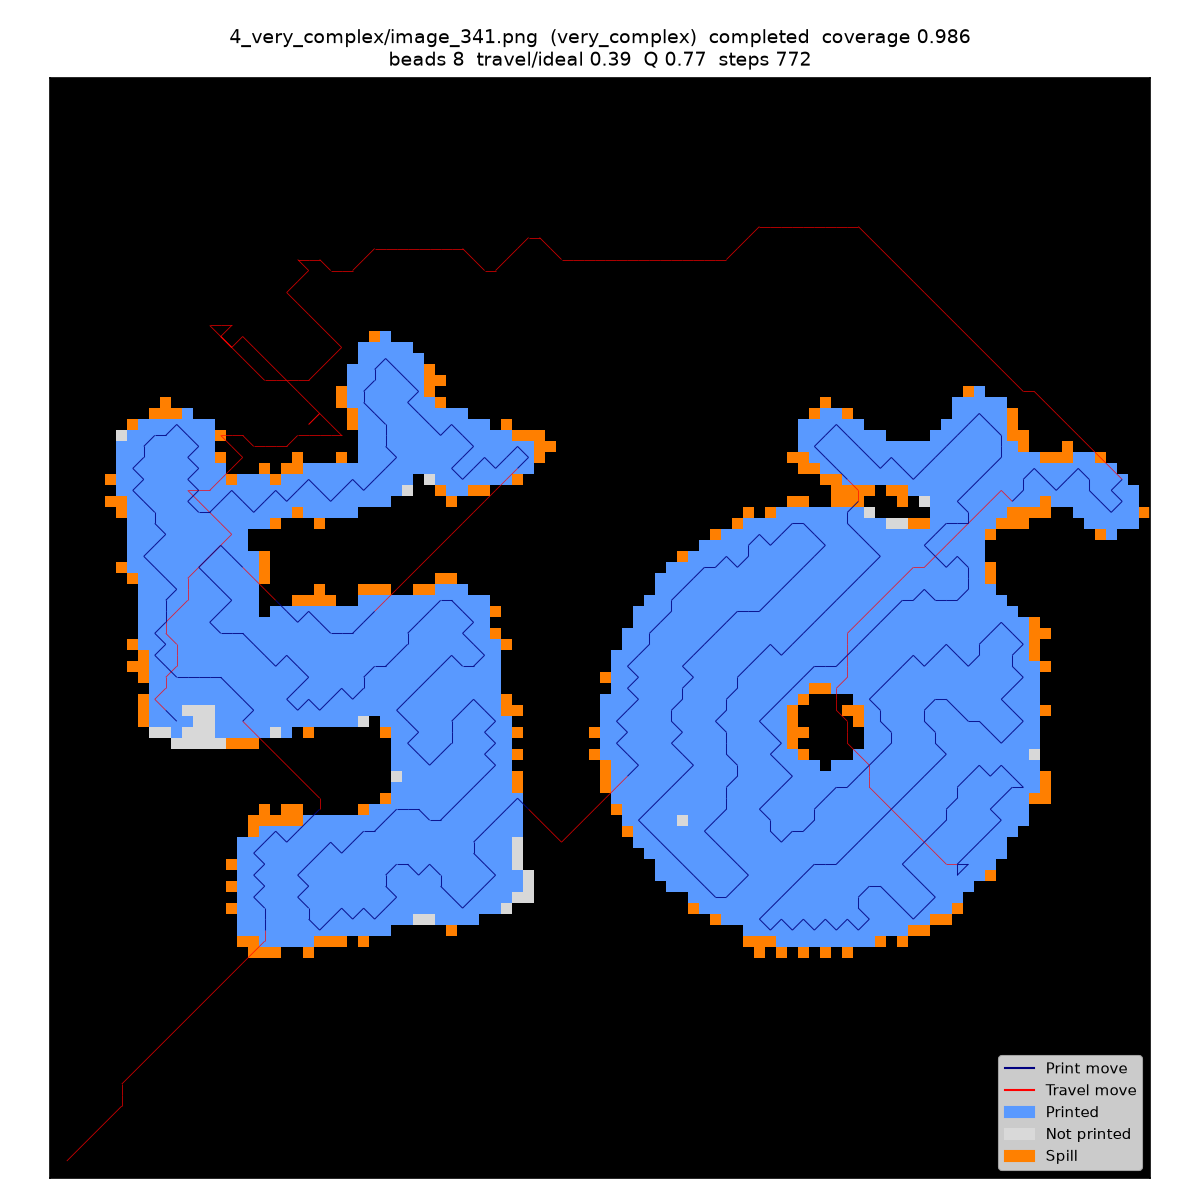 4_very_complex/image_341.png (very_complex) completed coverage 0.986
beads 8 travel/ideal 0.39 Q 0.77 steps 772
Print move
Travel move
Printed
Not printed
Spill